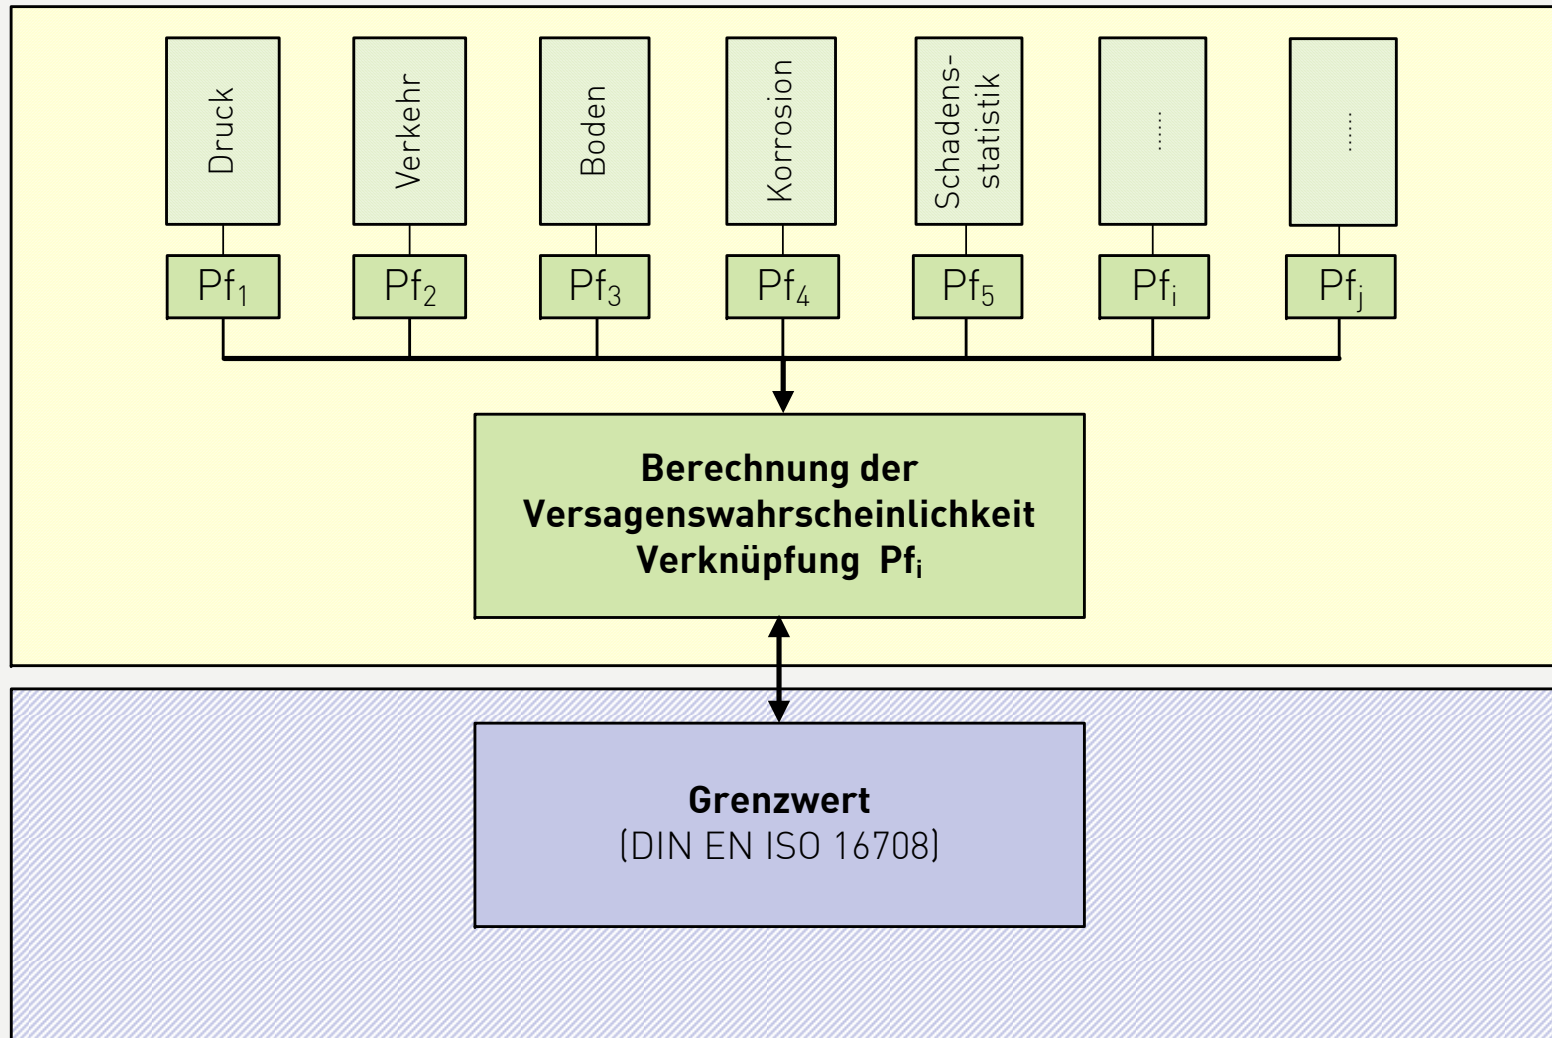 Druck
Verkehr
Boden
Korrosion
Schadens-
statistik
......
......
Pf₁
Pf₂
Pf₃
Pf₄
Pf₅
Pfᵢ
Pfⱼ
Berechnung der
Versagenswahrscheinlichkeit
Verknüpfung Pfᵢ
Grenzwert
(DIN EN ISO 16708)